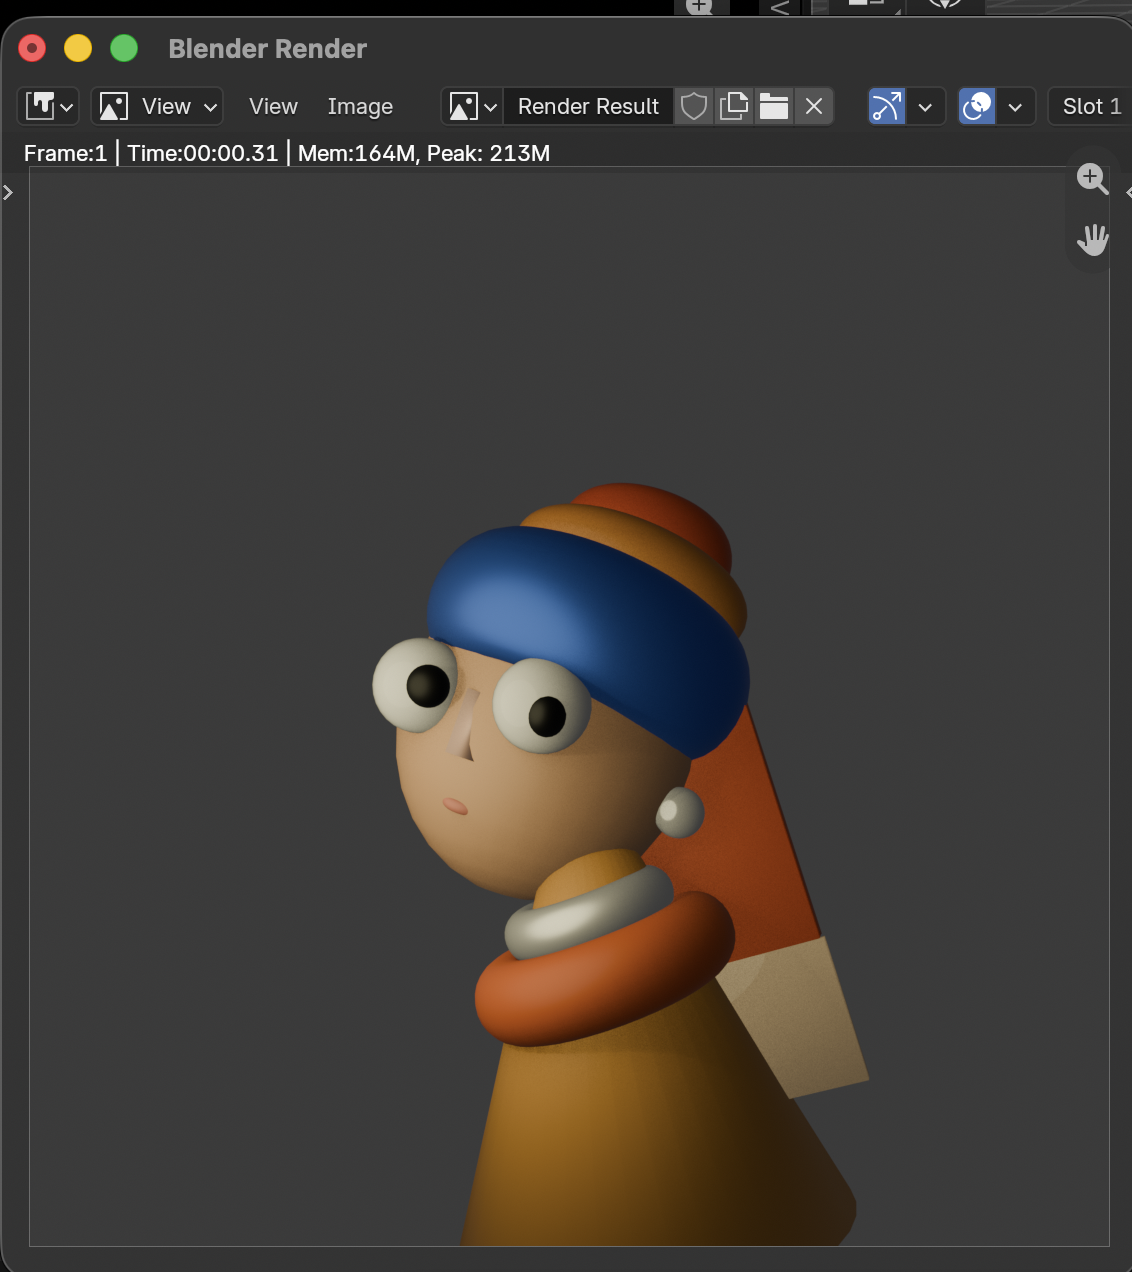 Blender Render
View View Image Render Result Slot 1
Frame:1 | Time:00:00.31 | Mem:164M, Peak: 213M